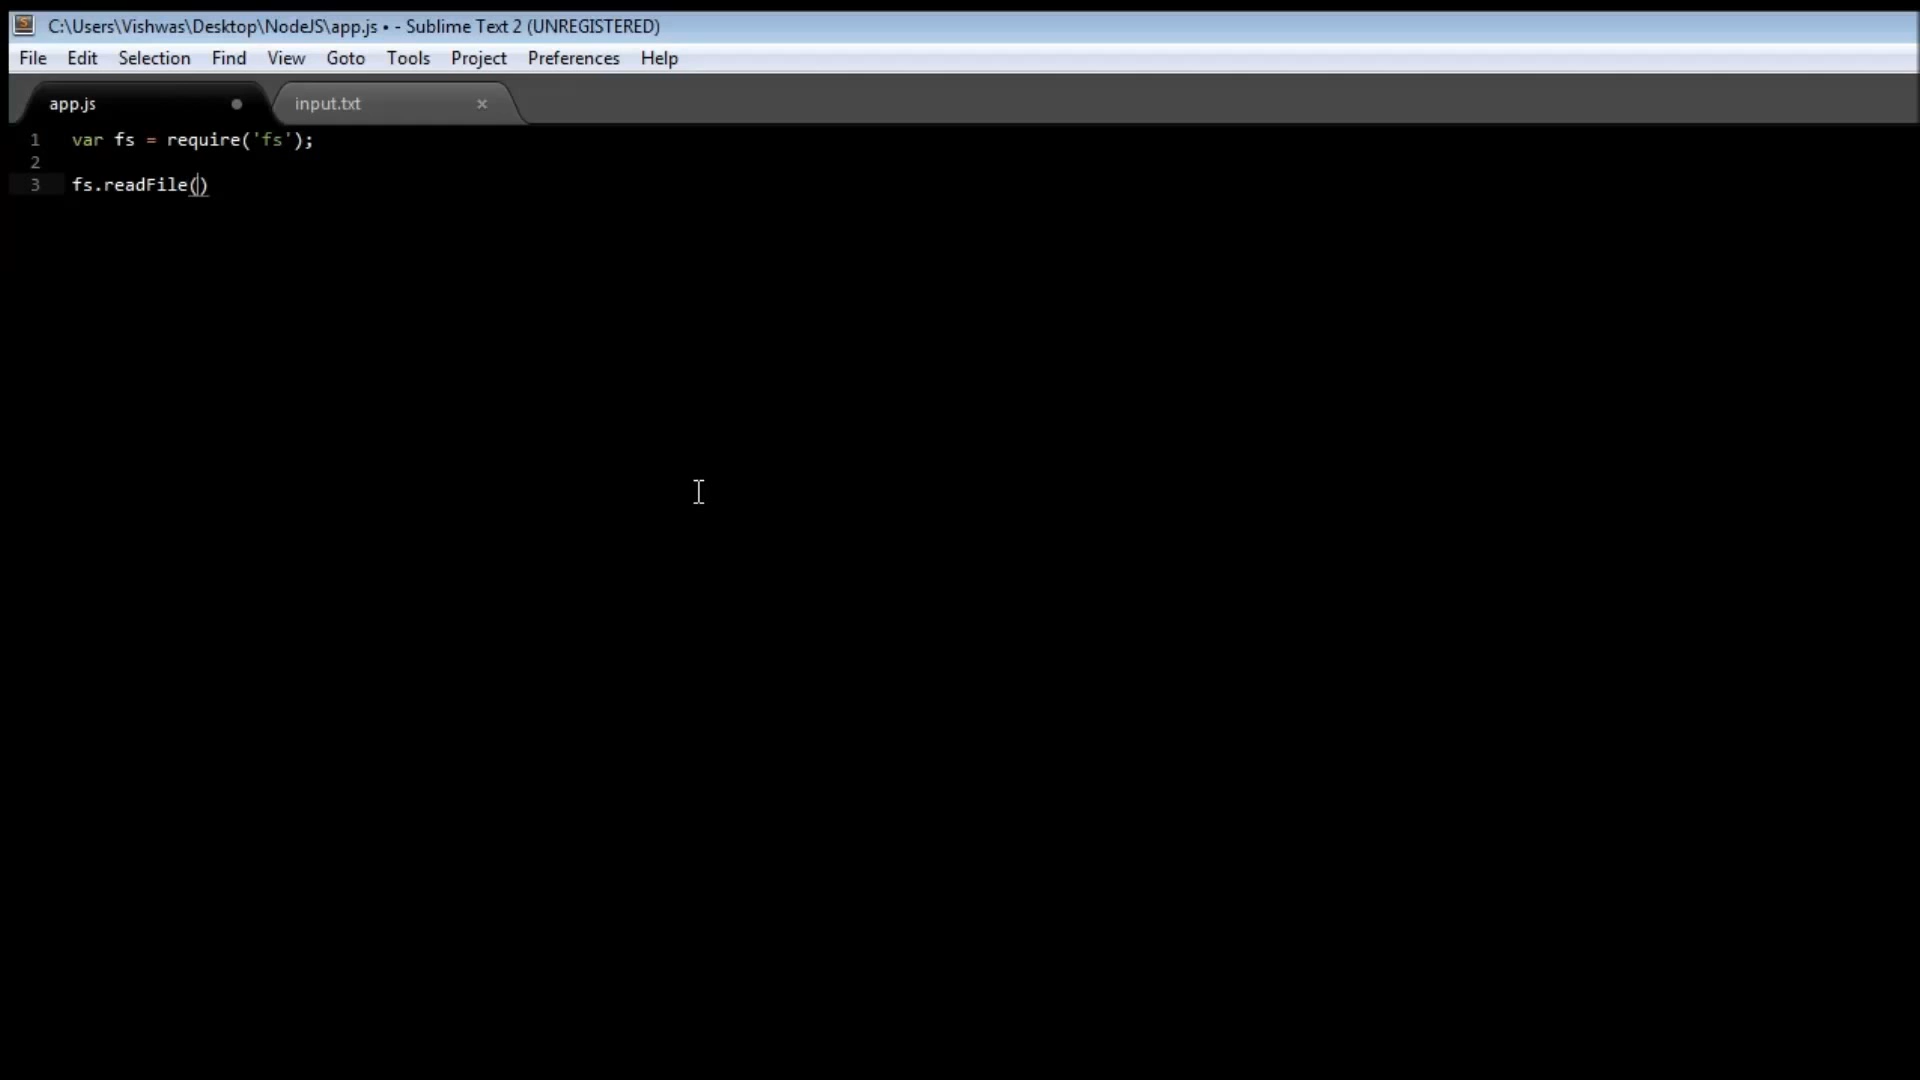 C:\Users\Vishwas\Desktop\NodeJS\app.js • - Sublime Text 2 (UNREGISTERED)
File Edit Selection Find View Goto Tools Project Preferences Help
app.js input.txt
1 var fs = require('fs');
2
3 fs.readFile()